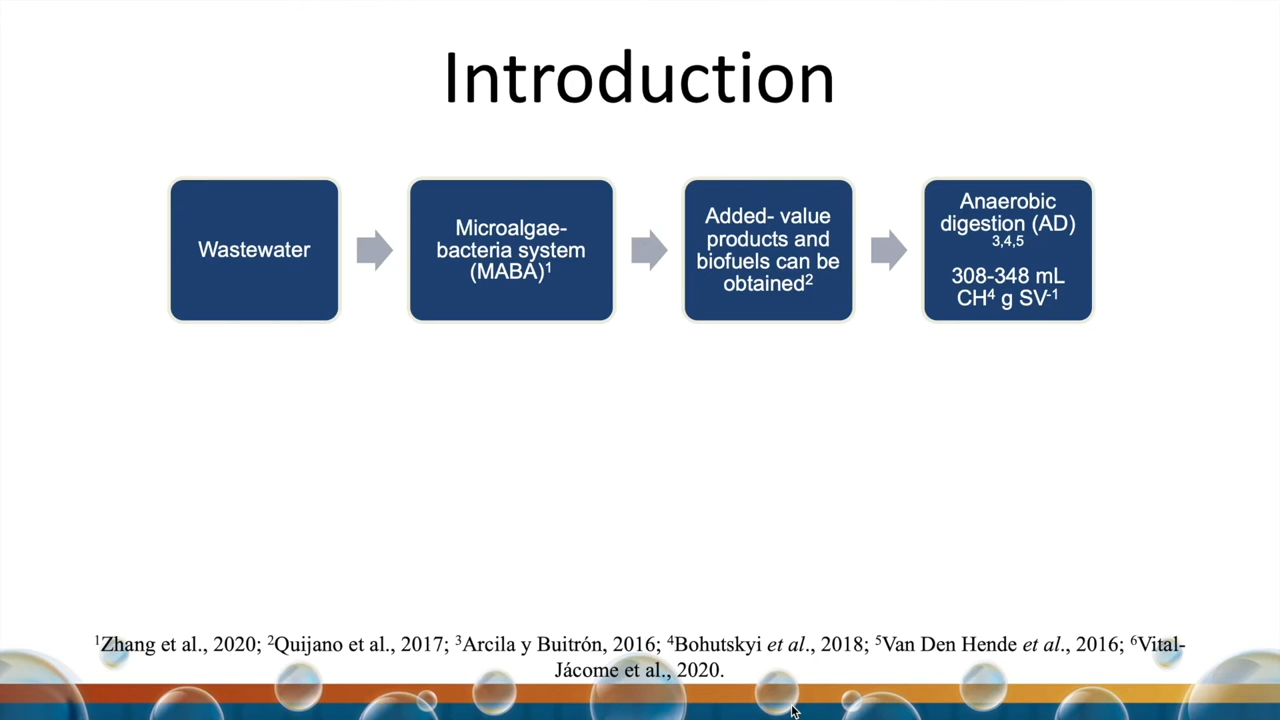 Introduction
Wastewater
Microalgae-
bacteria system
(MABA)¹
Added- value
products and
biofuels can be
obtained²
Anaerobic
digestion (AD)
3,4,5
308-348 mL
CH⁴ g SV⁻¹
¹Zhang et al., 2020; ²Quijano et al., 2017; ³Arcila y Buitrón, 2016; ⁴Bohutskyi et al., 2018; ⁵Van Den Hende et al., 2016; ⁶Vital-
Jácome et al., 2020.